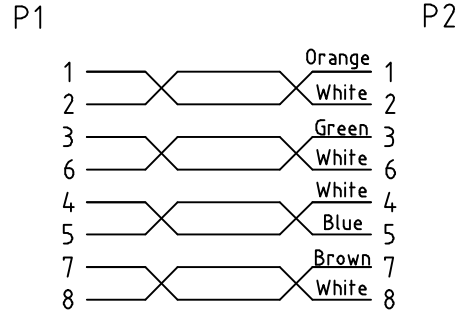 P1 P2
Orange
1 1
White
2 2
Green
3 3
White
6 6
White
4 4
Blue
5 5
Brown
7 7
White
8 8